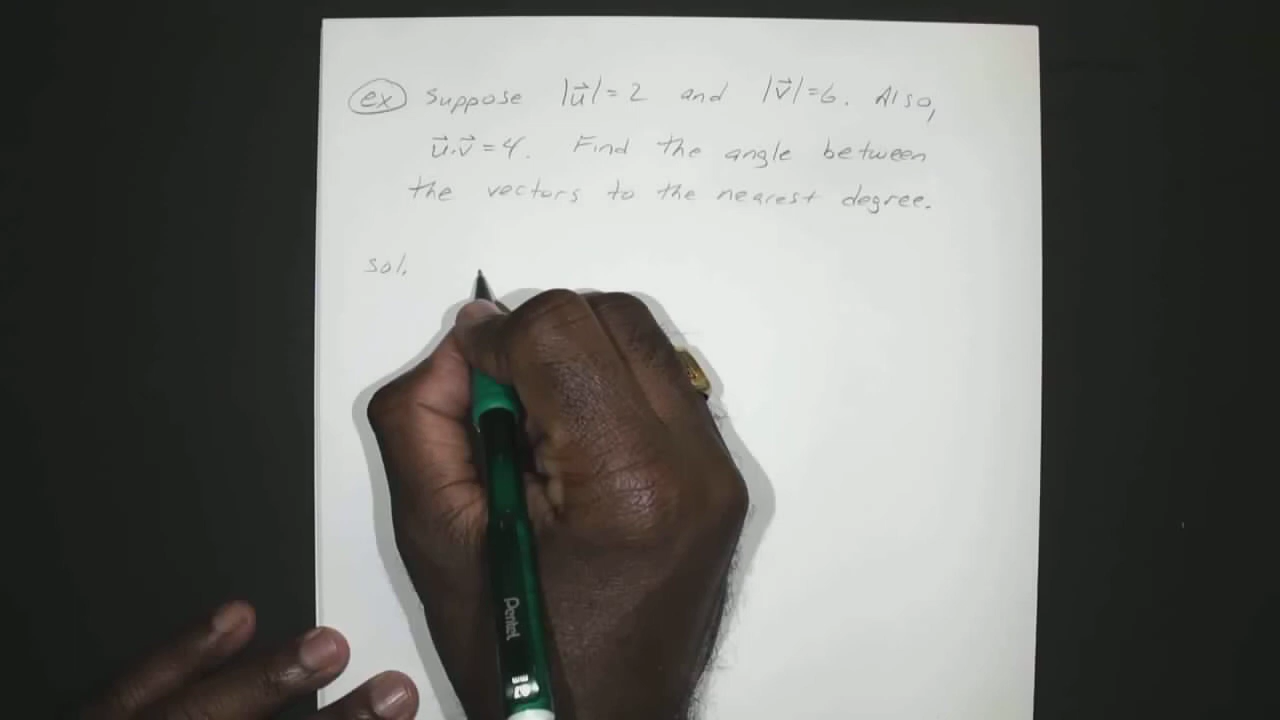 ex Suppose |u⃗|=2 and |v⃗|=6. Also,
u⃗·v⃗=4. Find the angle between
the vectors to the nearest degree.
sol.
Pentel